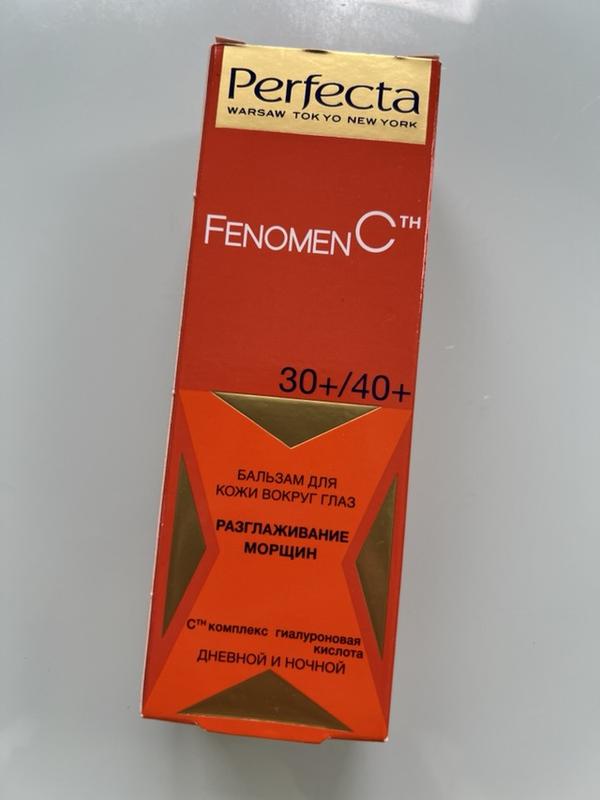 Perfecta
WARSAW TOKYO NEW YORK
FENOMEN C TH
30+/40+
БАЛЬЗАМ ДЛЯ
КОЖИ ВОКРУГ ГЛАЗ
РАЗГЛАЖИВАНИЕ
МОРЩИН
Cтн комплекс гиалуроновая
кислота
ДНЕВНОЙ И НОЧНОЙ